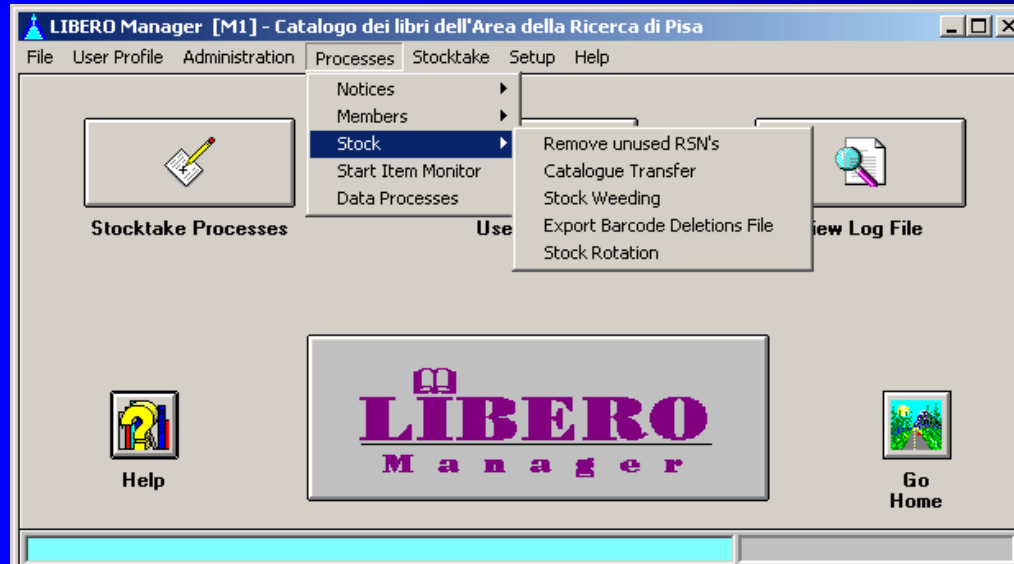 LIBERO Manager [M1] - Catalogo dei libri dell'Area della Ricerca di Pisa
File User Profile Administration Processes Stocktake Setup Help
Notices
Members
Stock
Start Item Monitor
Data Processes
Remove unused RSN's
Catalogue Transfer
Stock Weeding
Export Barcode Deletions File
Stock Rotation
Stocktake Processes
Use
iew Log File
LIBERO
Manager
Help
Go
Home